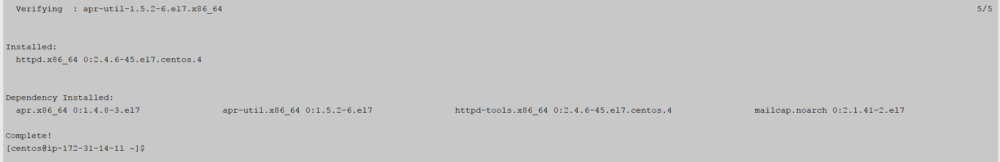 Verifying  : apr-util-1.5.2-6.el7.x86_64 5/5
Installed:
httpd.x86_64 0:2.4.6-45.el7.centos.4
Dependency Installed:
apr.x86_64 0:1.4.8-3.el7 apr-util.x86_64 0:1.5.2-6.el7 httpd-tools.x86_64 0:2.4.6-45.el7.centos.4 mailcap.noarch 0:2.1.41-2.el7
Complete!
[centos@ip-172-31-14-11 ~]$